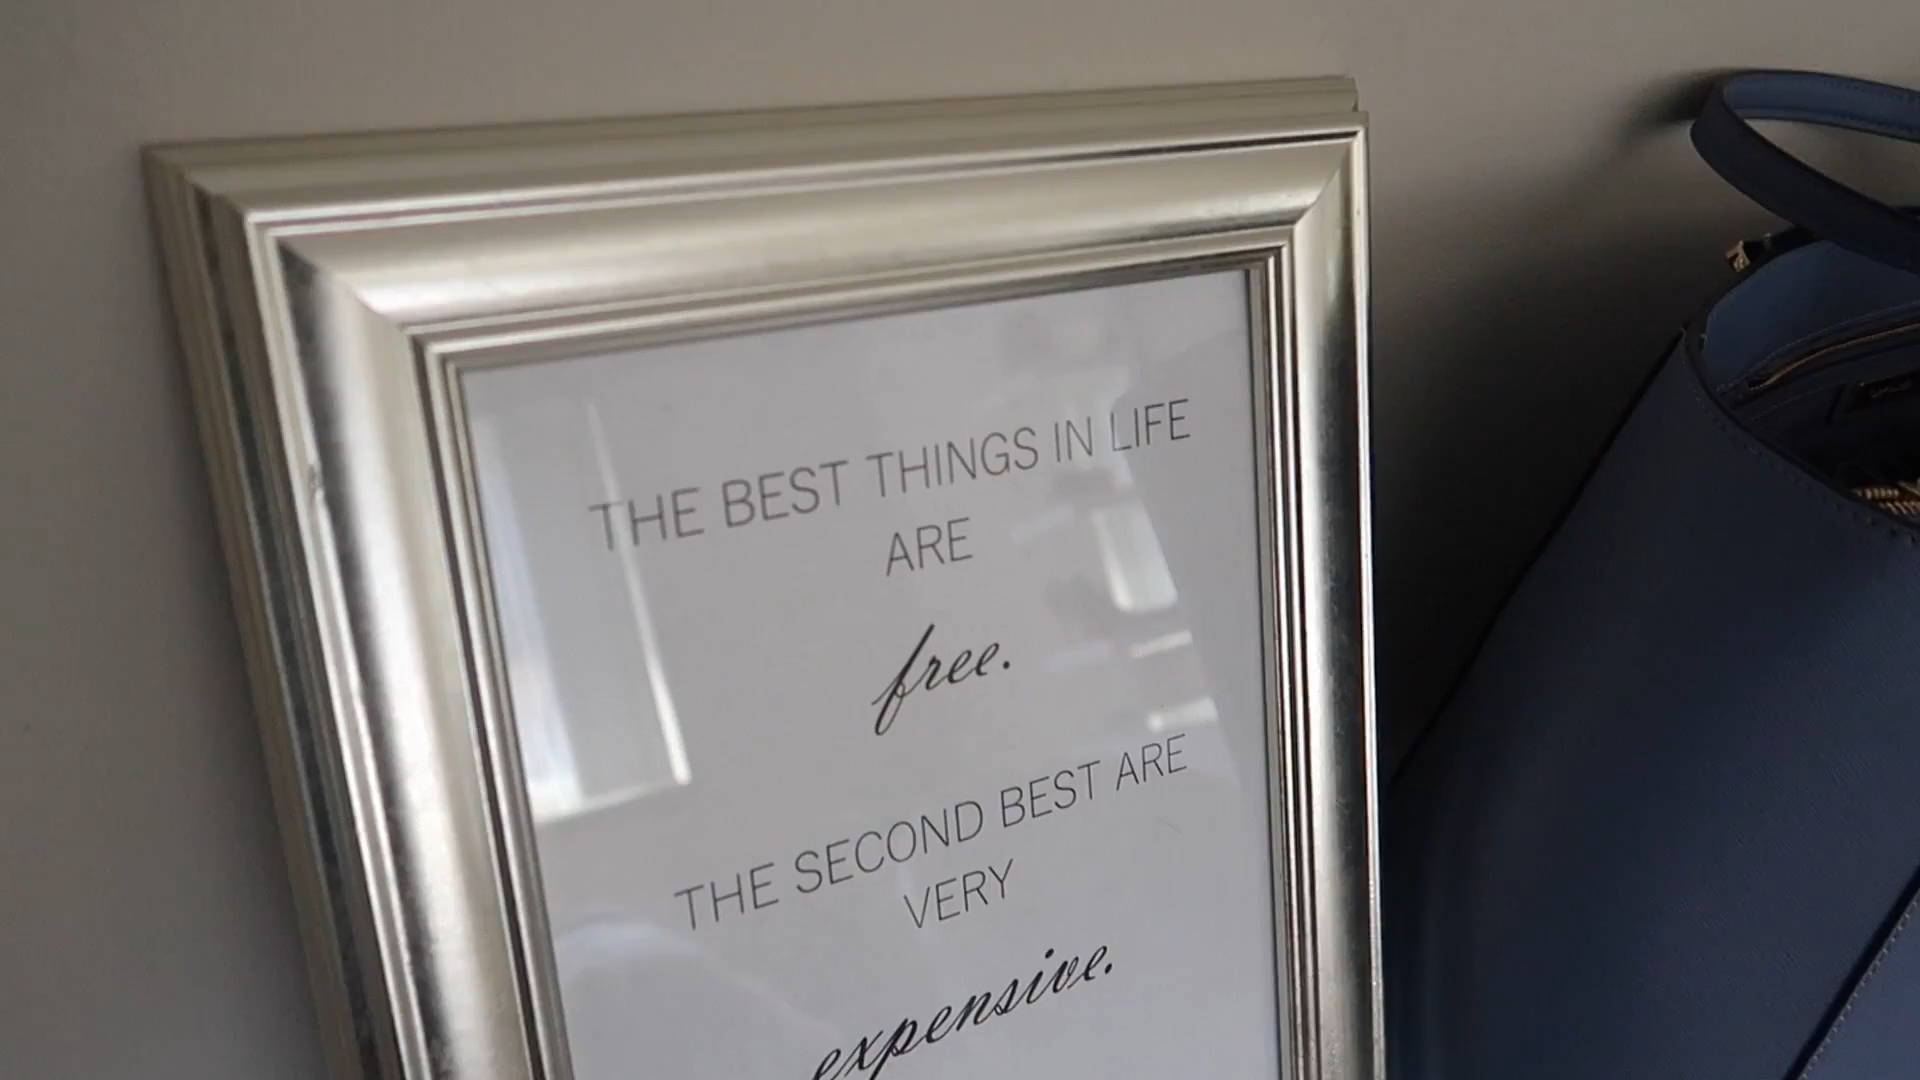 THE BEST THINGS IN LIFE
ARE
free.
THE SECOND BEST ARE
VERY
expensive.